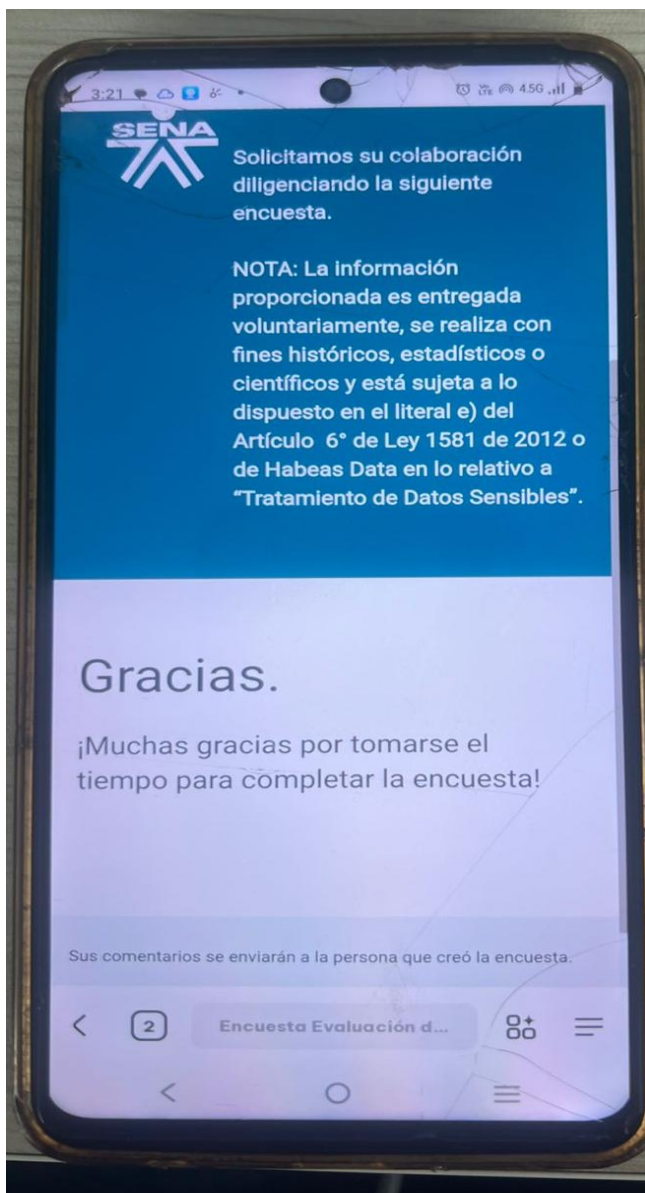 3:21
VoLTE 4.5G
SENA
Solicitamos su colaboración
diligenciando la siguiente
encuesta.
NOTA: La información
proporcionada es entregada
voluntariamente, se realiza con
fines históricos, estadísticos o
científicos y está sujeta a lo
dispuesto en el literal e) del
Artículo 6° de Ley 1581 de 2012 o
de Habeas Data en lo relativo a
“Tratamiento de Datos Sensibles”.
Gracias.
¡Muchas gracias por tomarse el
tiempo para completar la encuesta!
Sus comentarios se enviarán a la persona que creó la encuesta.
2 Encuesta Evaluación d...